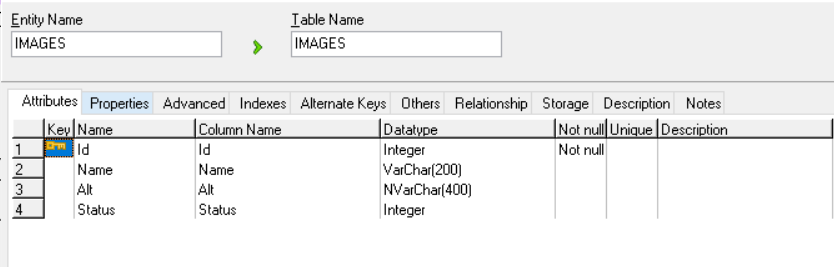 Entity Name Table Name
IMAGES IMAGES
Attributes Properties Advanced Indexes Alternate Keys Others Relationship Storage Description Notes
Key Name Column Name Datatype Not null Unique Description
1 Id Id Integer Not null
2 Name Name VarChar(200)
3 Alt Alt NVarChar(400)
4 Status Status Integer